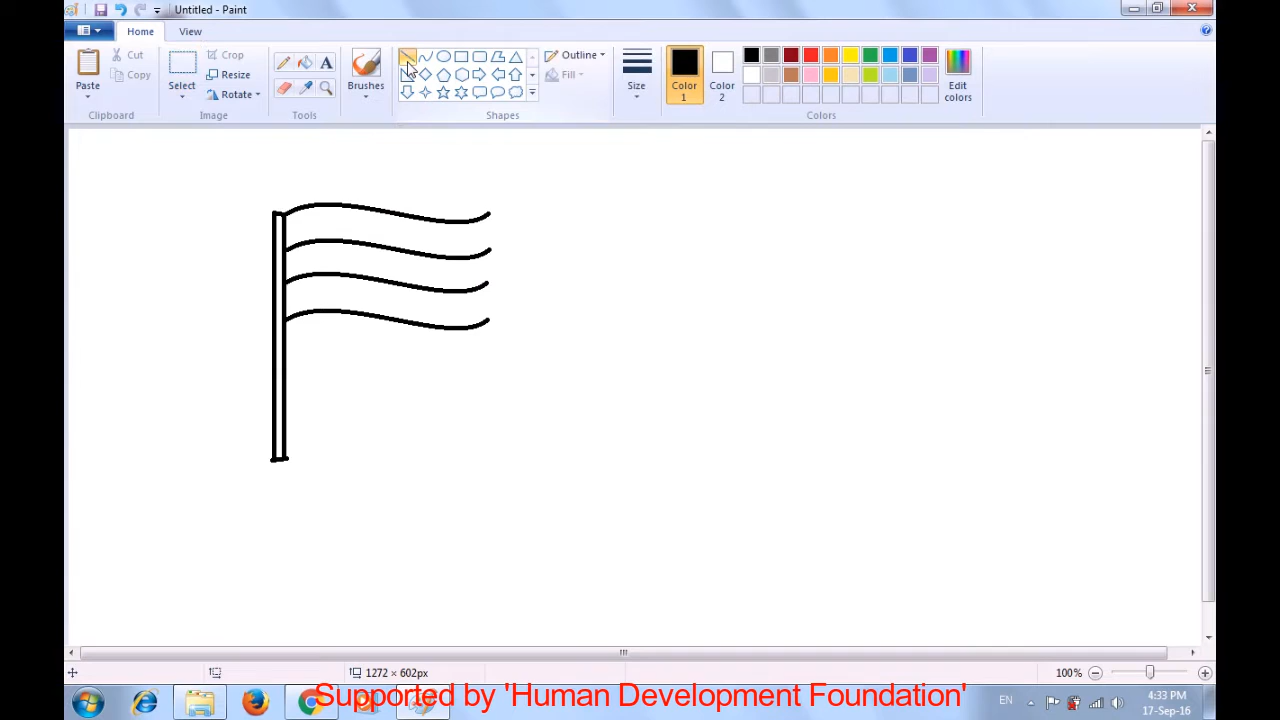 Untitled - Paint
Home
View
Paste
Cut
Copy
Clipboard
Select
Crop
Resize
Rotate
Image
A
Tools
Brushes
Outline
Fill
Shapes
Size
Color 1
Color 2
Edit colors
Colors
1272 × 602px
100%
EN
4:33 PM
17-Sep-16
Supported by 'Human Development Foundation'